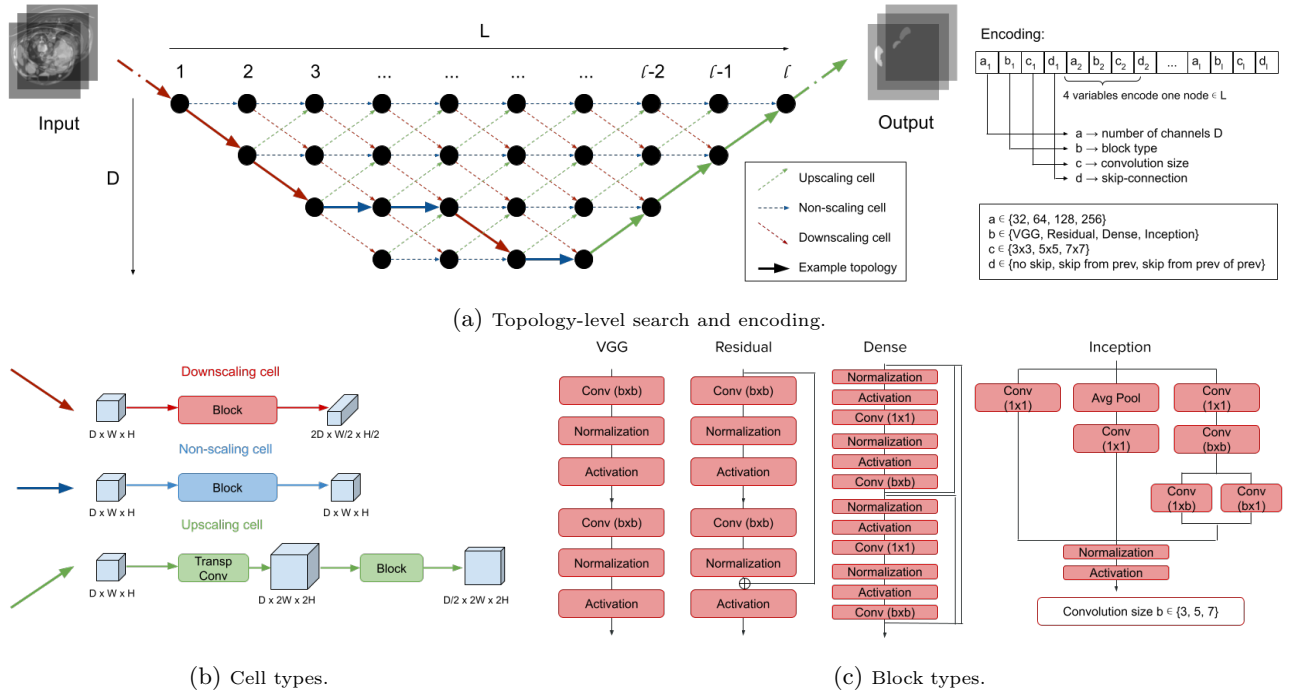 Input
L
1 2 3 ... ... ... ... ℓ-2 ℓ-1 ℓ
D
Output
Upscaling cell
Non-scaling cell
Downscaling cell
Example topology
Encoding:
a1 b1 c1 d1 a2 b2 c2 d2 ... al bl cl dl
4 variables encode one node ∈ L
a → number of channels D
b → block type
c → convolution size
d → skip-connection
a ∈ {32, 64, 128, 256}
b ∈ {VGG, Residual, Dense, Inception}
c ∈ {3x3, 5x5, 7x7}
d ∈ {no skip, skip from prev, skip from prev of prev}
(a) Topology-level search and encoding.
Downscaling cell
Block
D x W x H
2D x W/2 x H/2
Non-scaling cell
Block
D x W x H
D x W x H
Upscaling cell
Transp
Conv
Block
D x W x H
D x 2W x 2H
D/2 x 2W x 2H
(b) Cell types.
VGG
Conv (bxb)
Normalization
Activation
Conv (bxb)
Normalization
Activation
Residual
Conv (bxb)
Normalization
Activation
Conv (bxb)
Normalization
Activation
Dense
Normalization
Activation
Conv (1x1)
Normalization
Activation
Conv (bxb)
Normalization
Activation
Conv (1x1)
Normalization
Activation
Conv (bxb)
Inception
Conv
(1x1)
Avg Pool
Conv
(1x1)
Conv
(1x1)
Conv
(bxb)
Conv
(1xb)
Conv
(bx1)
Normalization
Activation
Convolution size b ∈ {3, 5, 7}
(c) Block types.